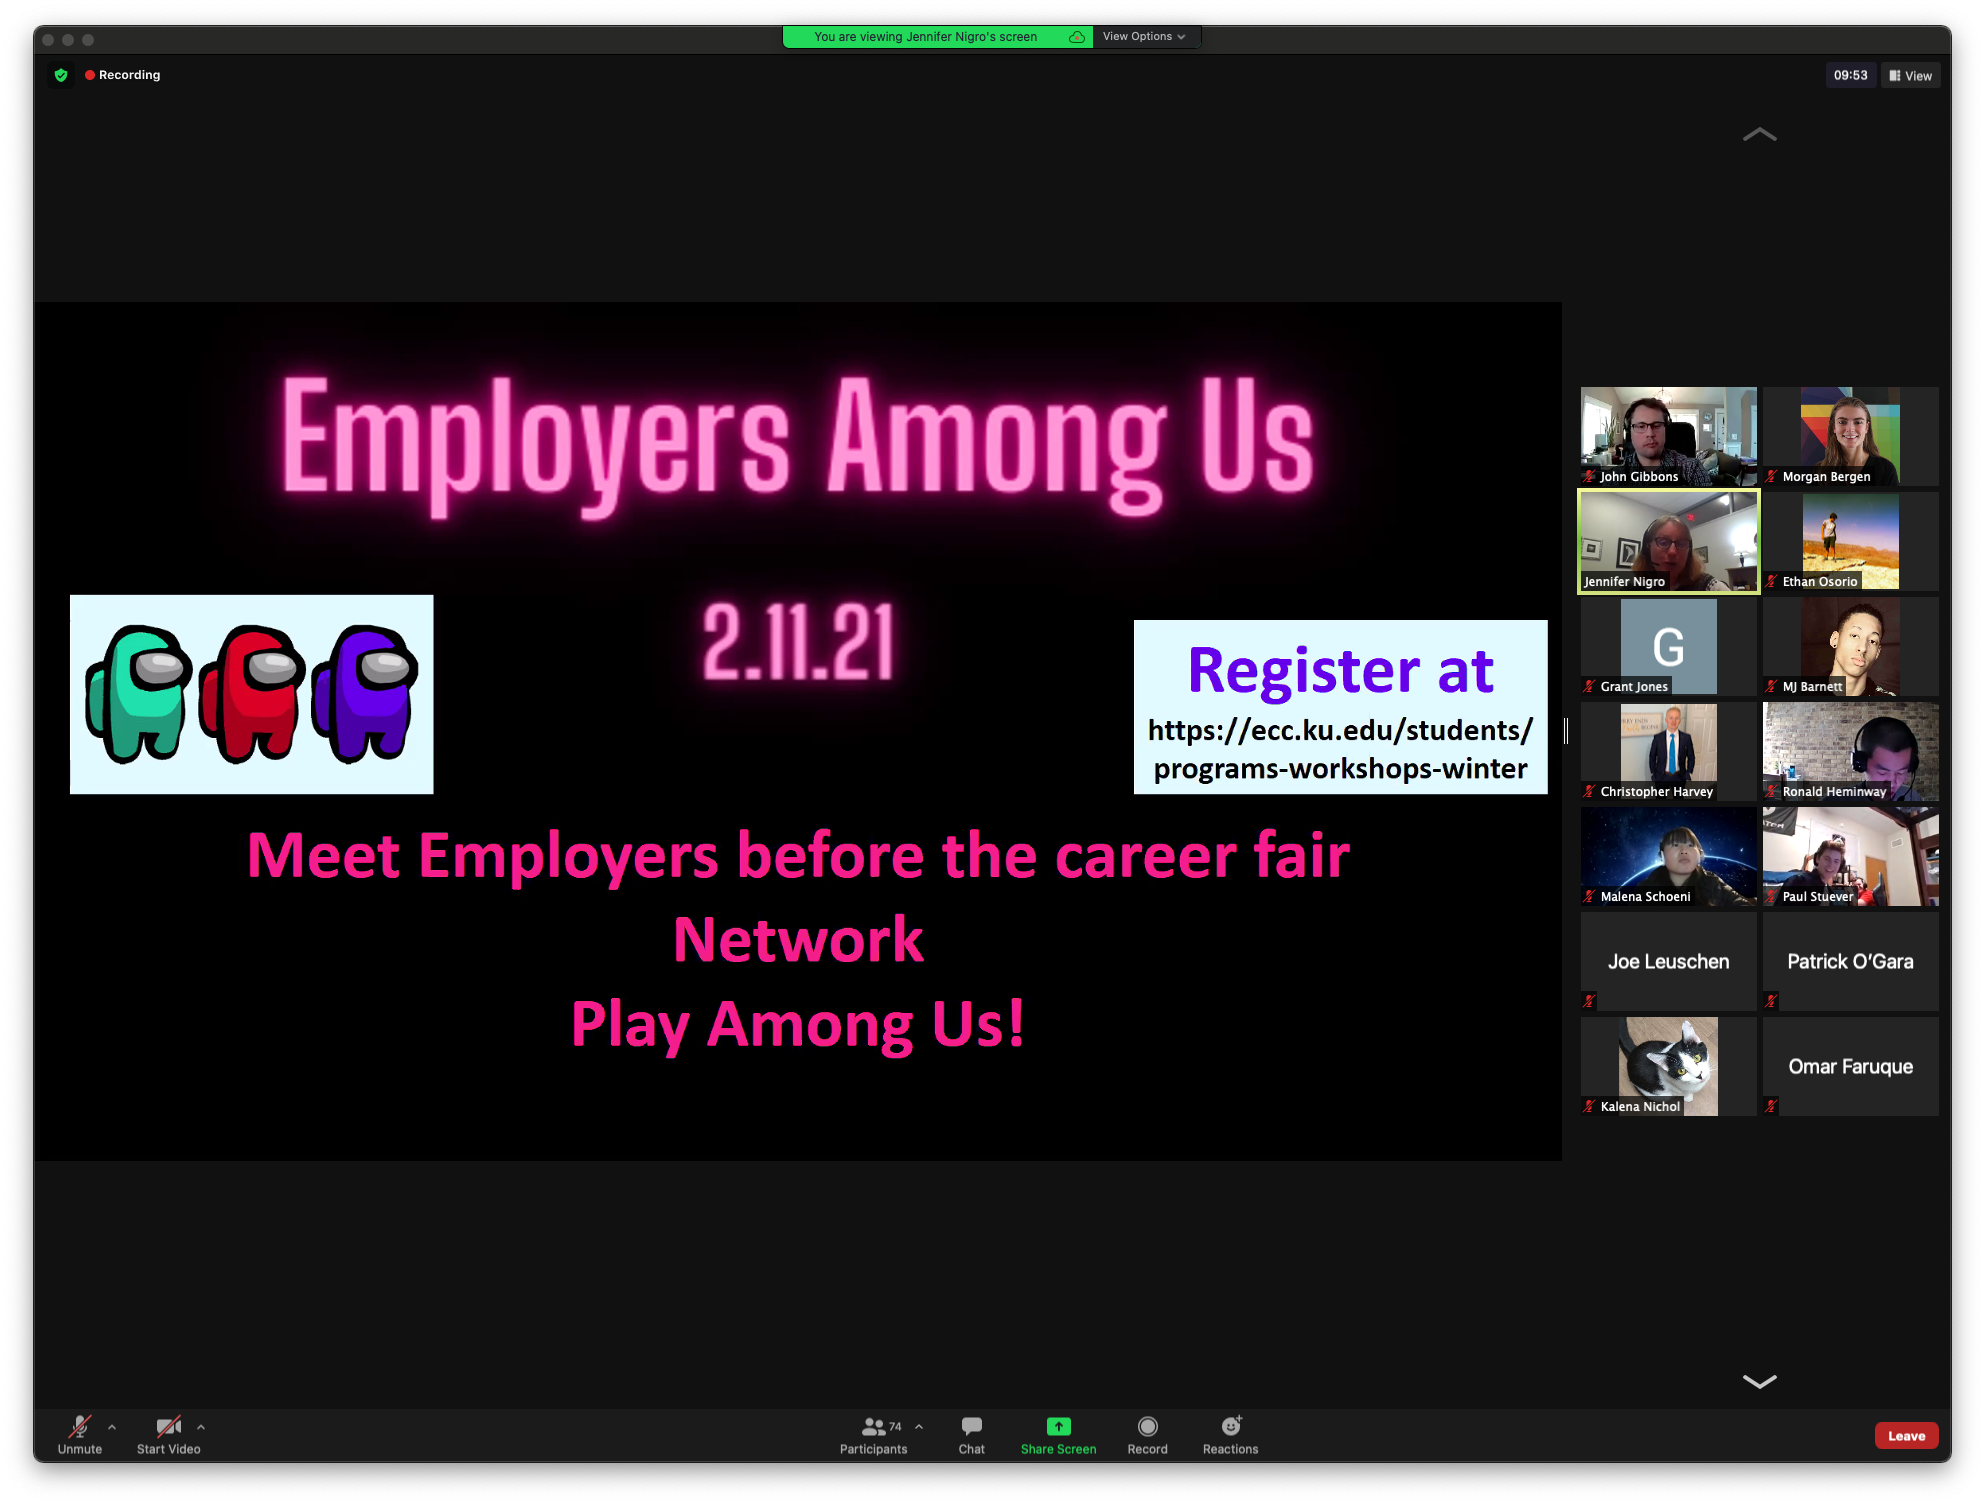 You are viewing Jennifer Nigro's screen
View Options
Recording
09:53
View
Employers Among Us
2.11.21
Register at
https://ecc.ku.edu/students/
programs-workshops-winter
Meet Employers before the career fair
Network
Play Among Us!
John Gibbons
Morgan Bergen
Jennifer Nigro
Ethan Osorio
G
Grant Jones
MJ Barnett
Christopher Harvey
Ronald Heminway
Malena Schoeni
Paul Stuever
Joe Leuschen
Patrick O'Gara
Kalena Nichol
Omar Faruque
Unmute
Start Video
74
Participants
Chat
Share Screen
Record
Reactions
Leave